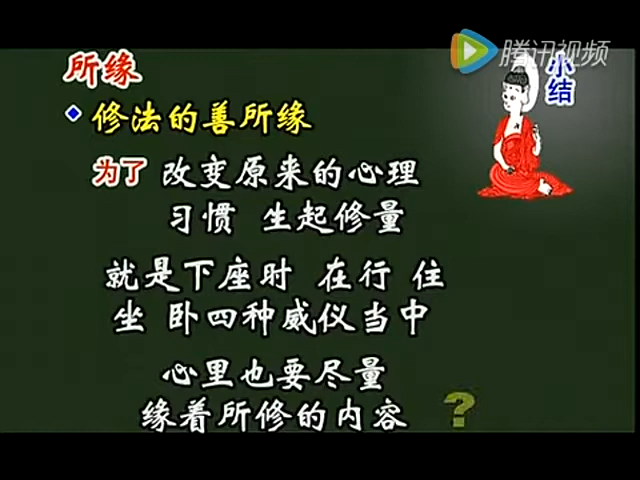 腾讯视频
所缘
小结
修法的善所缘
为了 改变原来的心理
习惯 生起修量
就是下座时 在行 住
坐 卧四种威仪当中
心里也要尽量
缘着所修的内容 ?